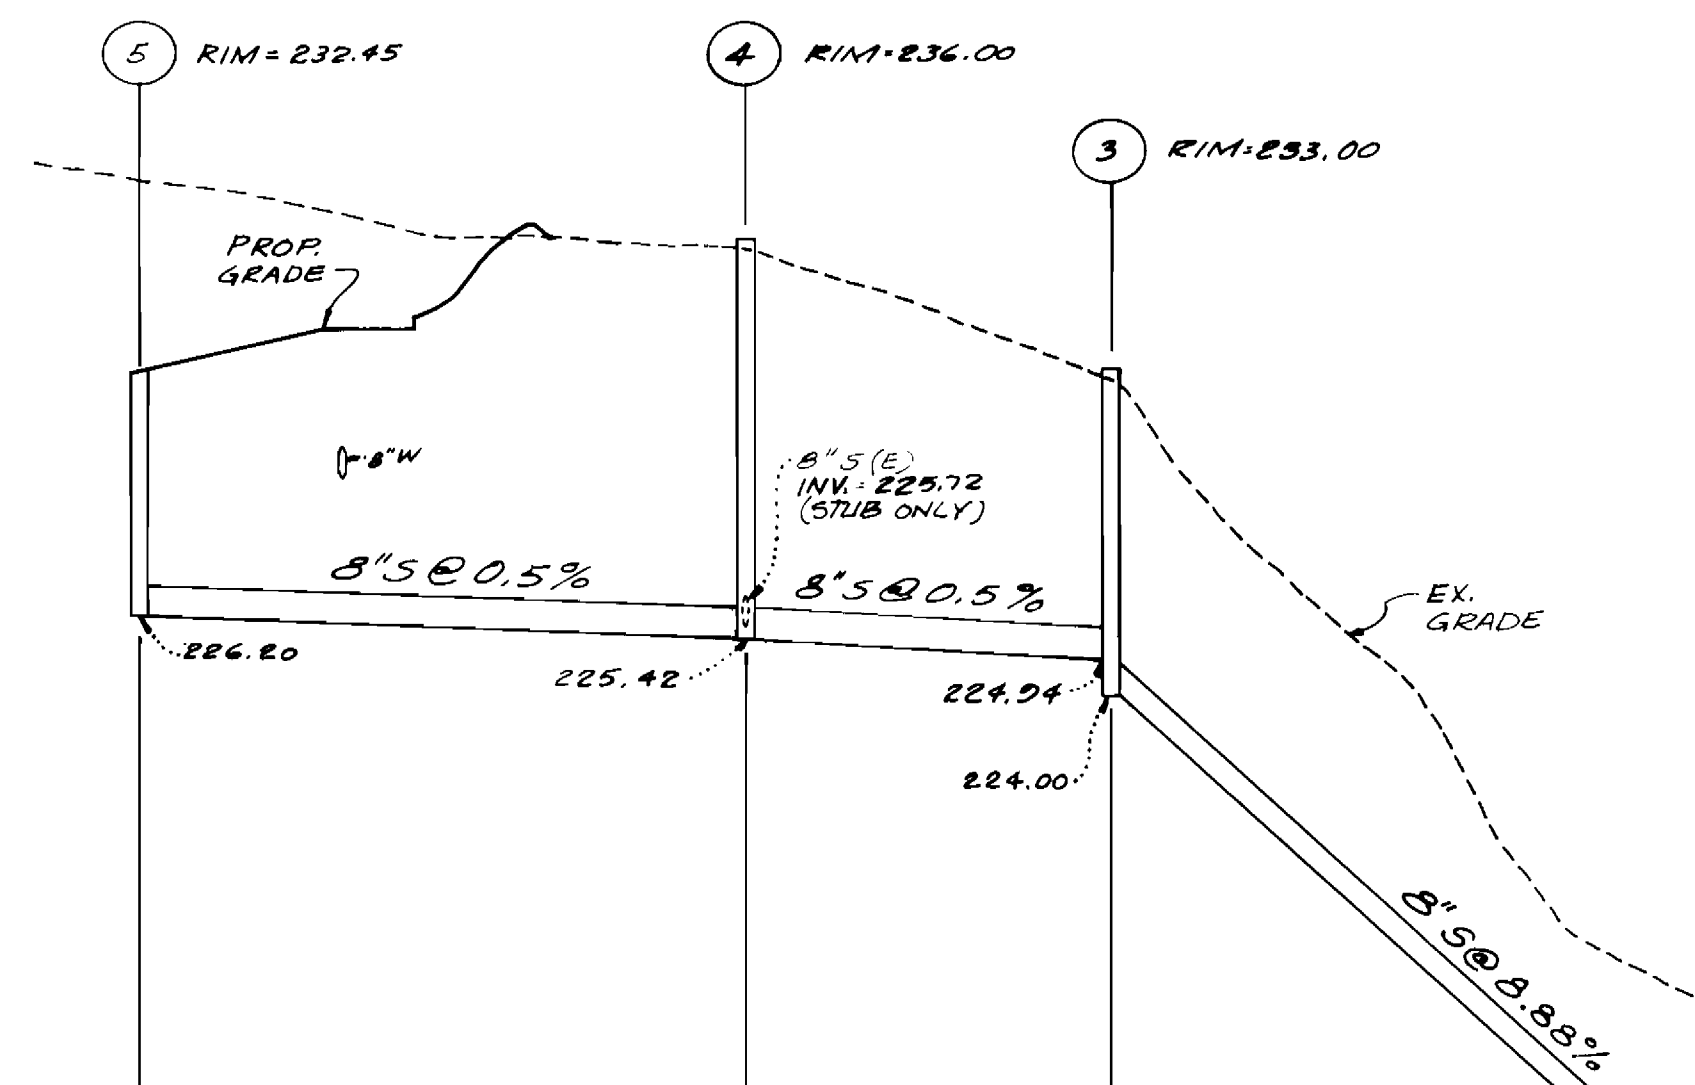 5 RIM = 232.45
4 RIM=236.00
3 RIM=233.00
PROP.
GRADE
8"W
8"S (E)
INV. = 225.72
(STUB ONLY)
8"S @ 0.5%
8"S @ 0.5%
EX.
GRADE
226.20
225.42
224.94
224.00
8"S @ 8.88%